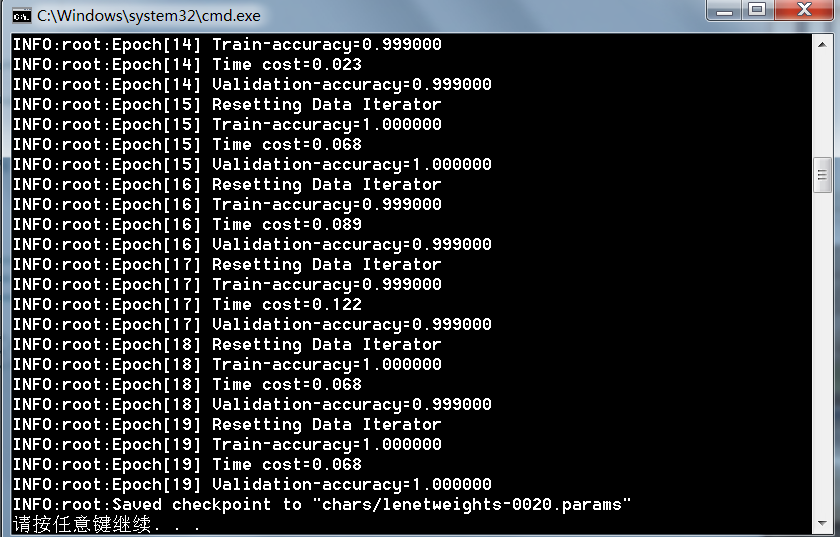 C:\Windows\system32\cmd.exe
INFO:root:Epoch[14] Train-accuracy=0.999000
INFO:root:Epoch[14] Time cost=0.023
INFO:root:Epoch[14] Validation-accuracy=0.999000
INFO:root:Epoch[15] Resetting Data Iterator
INFO:root:Epoch[15] Train-accuracy=1.000000
INFO:root:Epoch[15] Time cost=0.068
INFO:root:Epoch[15] Validation-accuracy=1.000000
INFO:root:Epoch[16] Resetting Data Iterator
INFO:root:Epoch[16] Train-accuracy=0.999000
INFO:root:Epoch[16] Time cost=0.089
INFO:root:Epoch[16] Validation-accuracy=0.999000
INFO:root:Epoch[17] Resetting Data Iterator
INFO:root:Epoch[17] Train-accuracy=0.999000
INFO:root:Epoch[17] Time cost=0.122
INFO:root:Epoch[17] Validation-accuracy=0.999000
INFO:root:Epoch[18] Resetting Data Iterator
INFO:root:Epoch[18] Train-accuracy=1.000000
INFO:root:Epoch[18] Time cost=0.068
INFO:root:Epoch[18] Validation-accuracy=0.999000
INFO:root:Epoch[19] Resetting Data Iterator
INFO:root:Epoch[19] Train-accuracy=1.000000
INFO:root:Epoch[19] Time cost=0.068
INFO:root:Epoch[19] Validation-accuracy=1.000000
INFO:root:Saved checkpoint to "chars/lenetweights-0020.params"
请按任意键继续. . .